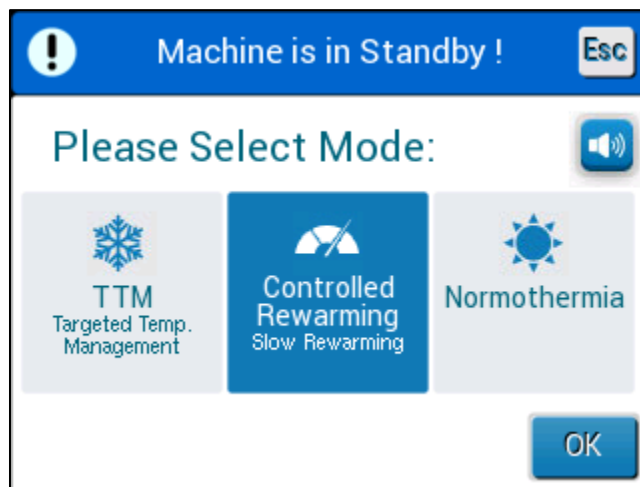 Machine is in Standby !
Esc
Please Select Mode:
TTM
Targeted Temp.
Management
Controlled
Rewarming
Slow Rewarming
Normothermia
OK